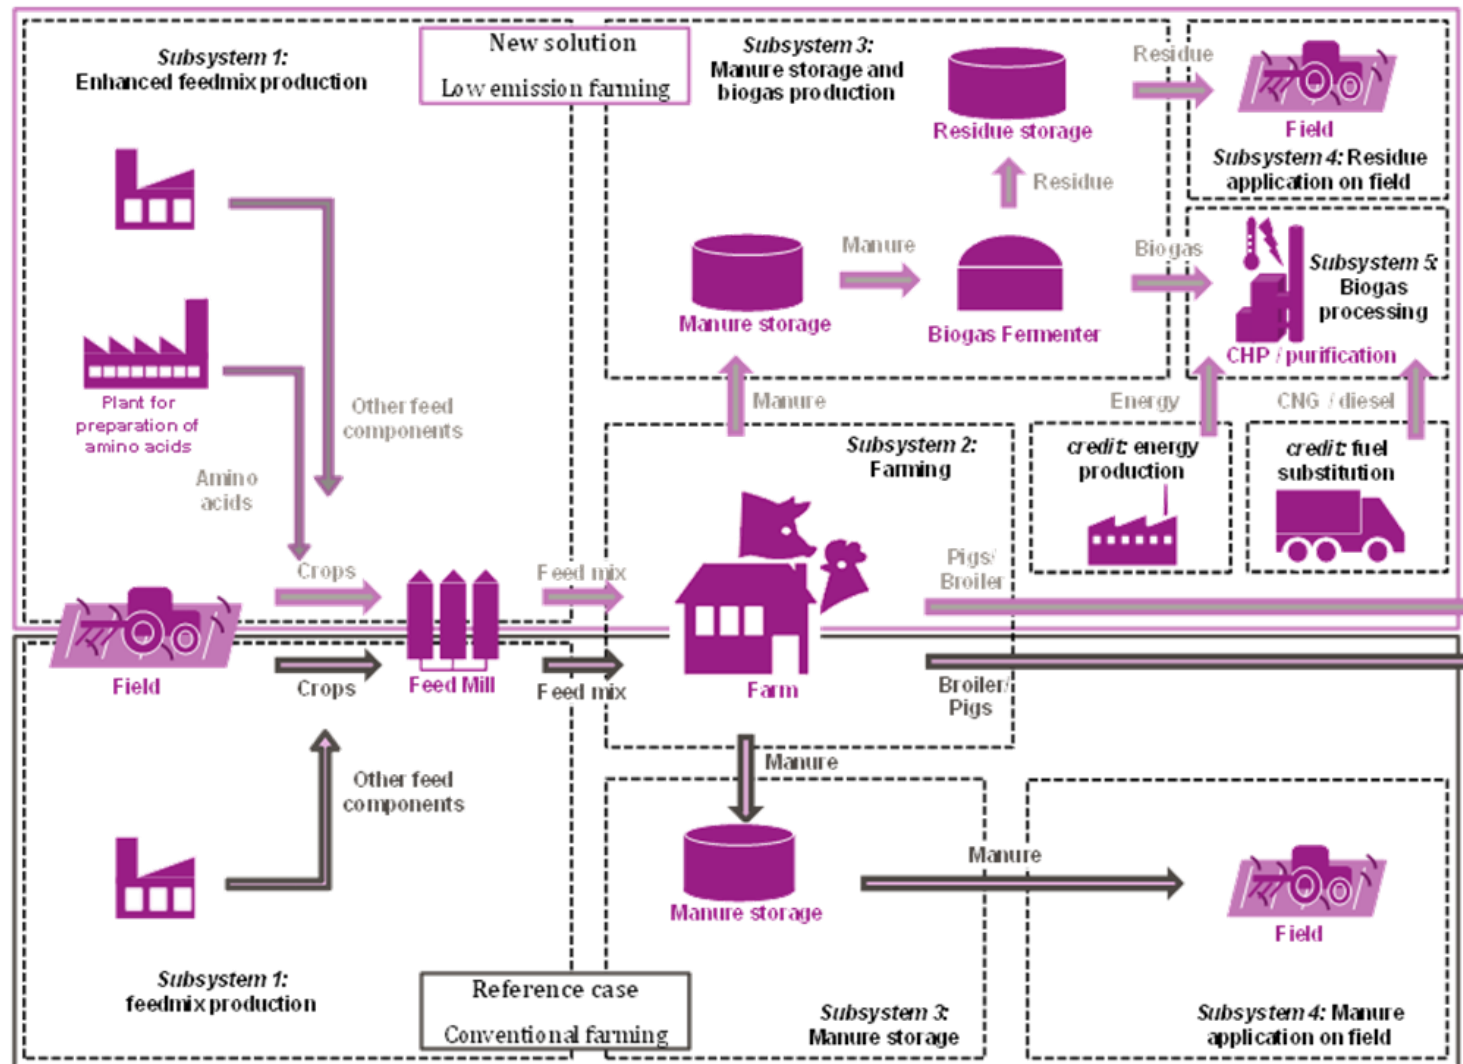 Subsystem 1:
Enhanced feedmix production
New solution
Low emission farming
Subsystem 3:
Manure storage and
biogas production
Residue storage
Residue
Field
Subsystem 4: Residue
application on field
Residue
Manure
Manure storage
Biogas Fermenter
Biogas
Subsystem 5:
Biogas
processing
CHP / purification
Plant for
preparation of
amino acids
Other feed
components
Amino
acids
Manure
Energy
CNG / diesel
Subsystem 2:
Farming
credit: energy
production
credit: fuel
substitution
Crops
Feed mix
Pigs/
Broiler
Field
Crops
Feed Mill
Feed mix
Farm
Broiler/
Pigs
Other feed
components
Manure
Manure storage
Manure
Field
Subsystem 1:
feedmix production
Reference case
Conventional farming
Subsystem 3:
Manure storage
Subsystem 4: Manure
application on field